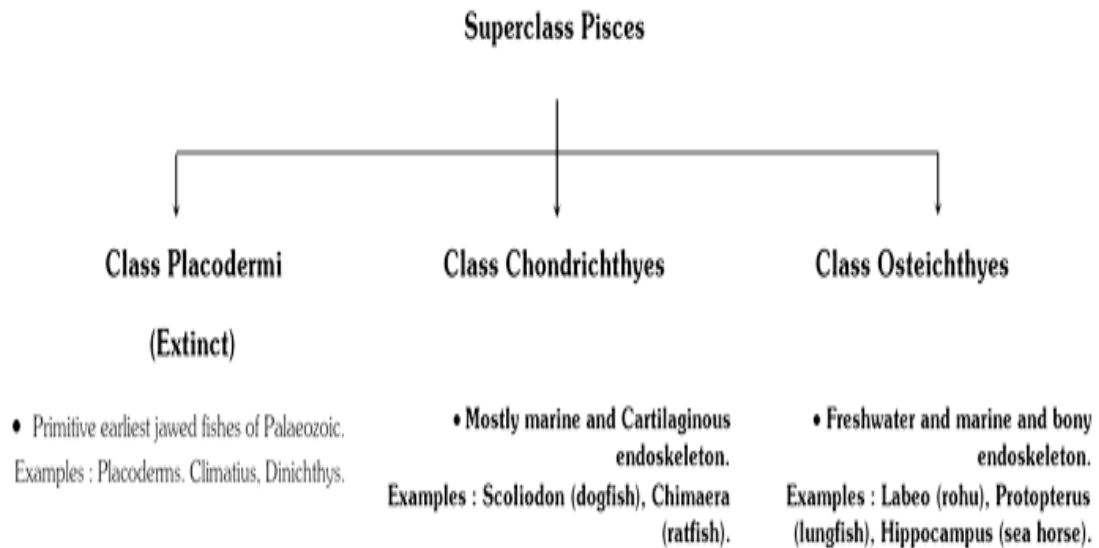 Superclass Pisces
Class Placodermi
(Extinct)
• Primitive earliest jawed fishes of Palaeozoic.
Examples : Placoderms. Climatius, Dinichthys.
Class Chondrichthyes
• Mostly marine and Cartilaginous
endoskeleton.
Examples : Scoliodon (dogfish), Chimaera
(ratfish).
Class Osteichthyes
• Freshwater and marine and bony
endoskeleton.
Examples : Labeo (rohu), Protopterus
(lungfish), Hippocampus (sea horse).